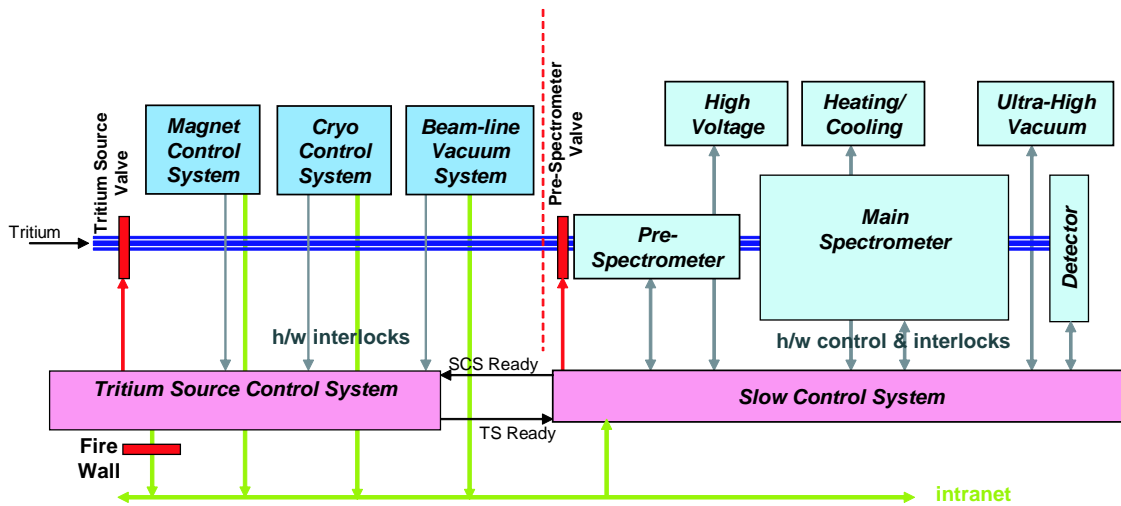 Tritium Source
Valve
Magnet
Control
System
Cryo
Control
System
Beam-line
Vacuum
System
Pre-Spectrometer
Valve
High
Voltage
Heating/
Cooling
Ultra-High
Vacuum
Tritium
Pre-
Spectrometer
Main
Spectrometer
Detector
h/w interlocks
h/w control & interlocks
SCS Ready
Tritium Source Control System
Slow Control System
TS Ready
Fire
Wall
intranet